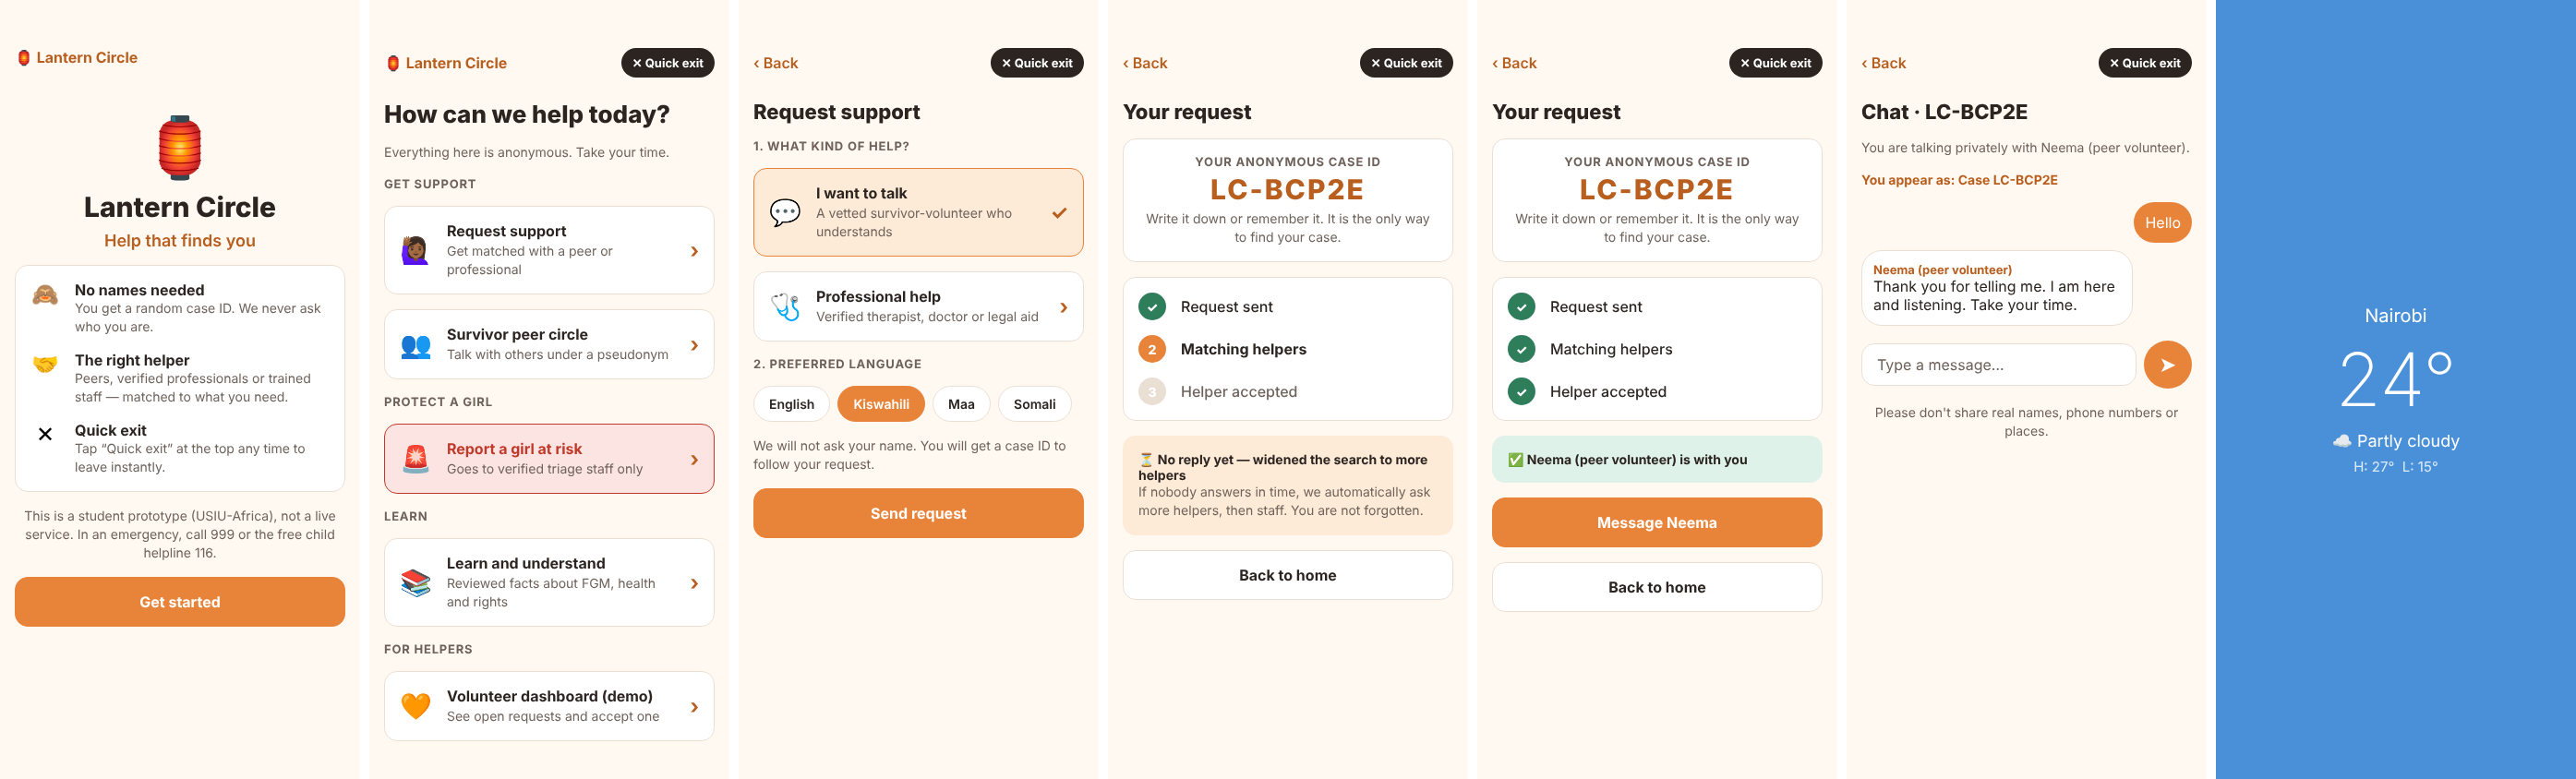 Lantern Circle
Lantern Circle
Help that finds you
No names needed
You get a random case ID. We never ask
who you are.
The right helper
Peers, verified professionals or trained
staff — matched to what you need.
✕ Quick exit
Tap “Quick exit” at the top any time to
leave instantly.
This is a student prototype (USIU-Africa), not a live
service. In an emergency, call 999 or the free child
helpline 116.
Get started
Lantern Circle
✕ Quick exit
How can we help today?
Everything here is anonymous. Take your time.
GET SUPPORT
Request support
Get matched with a peer or
professional
Survivor peer circle
Talk with others under a pseudonym
PROTECT A GIRL
Report a girl at risk
Goes to verified triage staff only
LEARN
Learn and understand
Reviewed facts about FGM, health
and rights
FOR HELPERS
Volunteer dashboard (demo)
See open requests and accept one
‹ Back
✕ Quick exit
Request support
1. WHAT KIND OF HELP?
I want to talk
A vetted survivor-volunteer who
understands
Professional help
Verified therapist, doctor or legal aid
2. PREFERRED LANGUAGE
English Kiswahili Maa Somali
We will not ask your name. You will get a case ID to
follow your request.
Send request
‹ Back
✕ Quick exit
Your request
YOUR ANONYMOUS CASE ID
LC-BCP2E
Write it down or remember it. It is the only way
to find your case.
Request sent
2 Matching helpers
3 Helper accepted
No reply yet — widened the search to more
helpers
If nobody answers in time, we automatically ask
more helpers, then staff. You are not forgotten.
Back to home
‹ Back
✕ Quick exit
Your request
YOUR ANONYMOUS CASE ID
LC-BCP2E
Write it down or remember it. It is the only way
to find your case.
Request sent
Matching helpers
Helper accepted
Neema (peer volunteer) is with you
Message Neema
Back to home
‹ Back
✕ Quick exit
Chat · LC-BCP2E
You are talking privately with Neema (peer volunteer).
You appear as: Case LC-BCP2E
Hello
Neema (peer volunteer)
Thank you for telling me. I am here
and listening. Take your time.
Type a message...
Please don't share real names, phone numbers or
places.
Nairobi
24°
Partly cloudy
H: 27° L: 15°